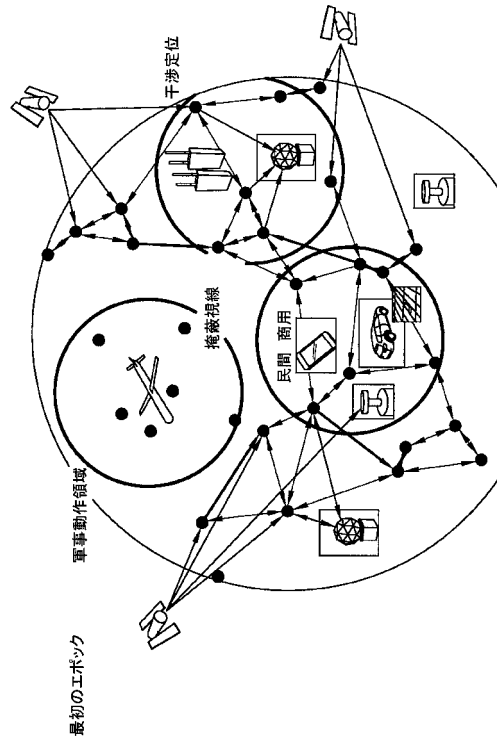 最初のエポック
軍事動作領域
掩蔽視線
民間 商用
干渉定位